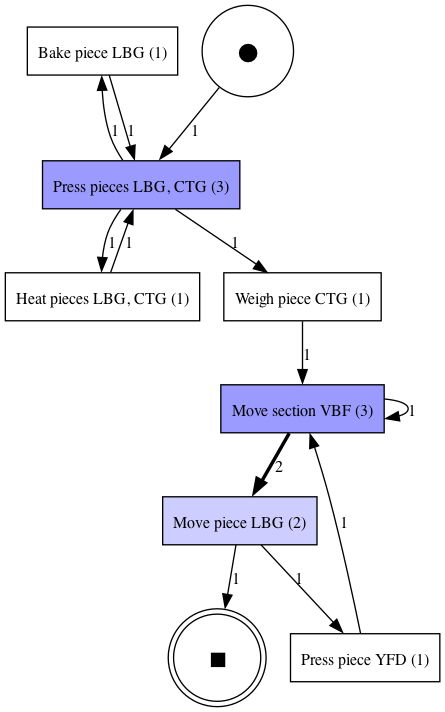 Bake piece LBG (1)
1
1
1
Press pieces LBG, CTG (3)
1
1
1
Heat pieces LBG, CTG (1)
Weigh piece CTG (1)
1
Move section VBF (3)
1
2
Move piece LBG (2)
1
1
1
Press piece YFD (1)